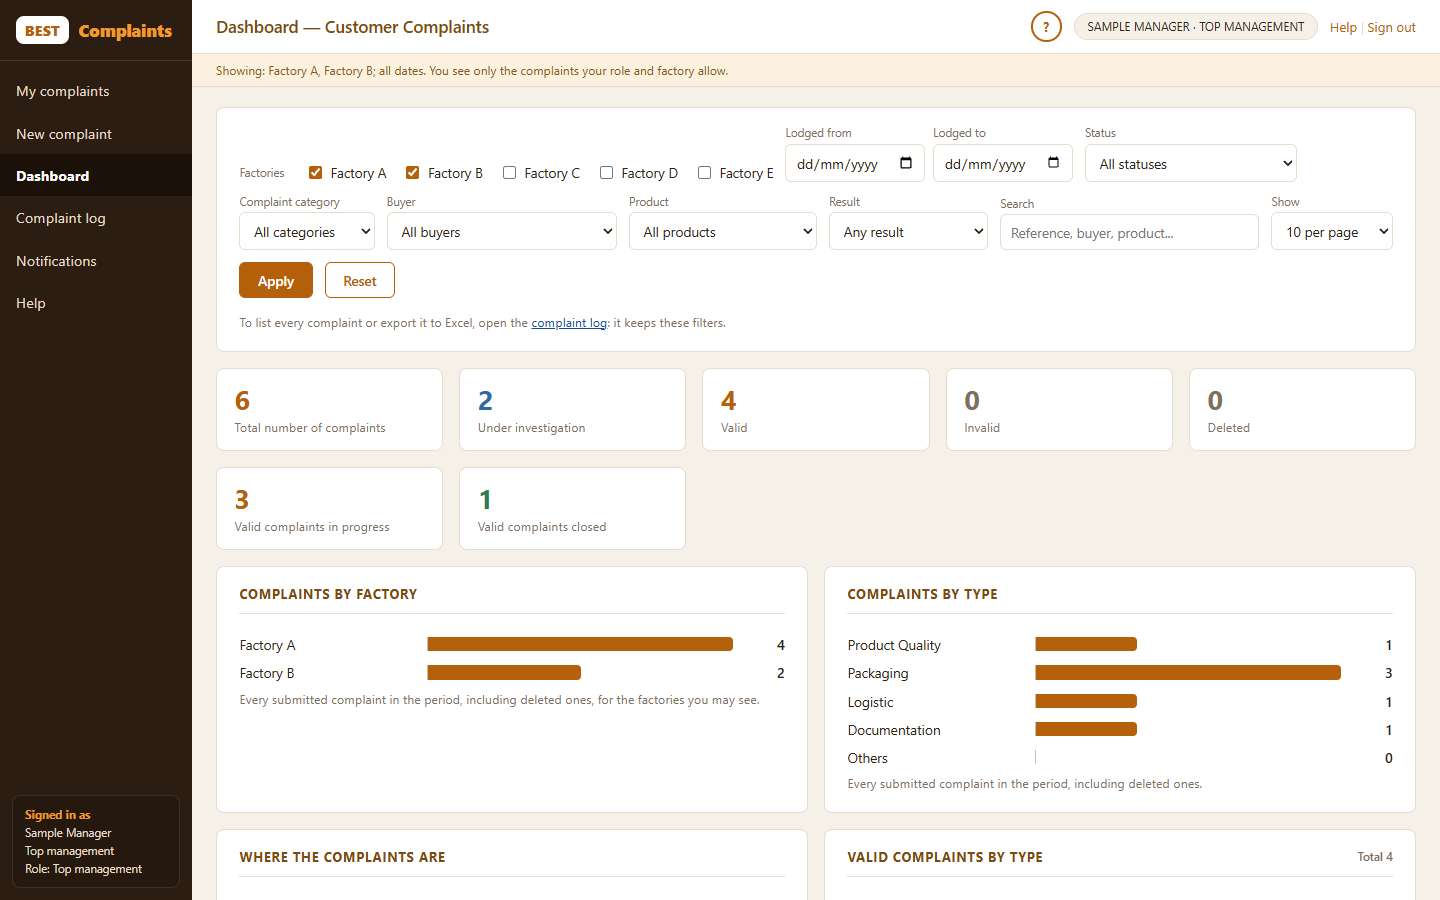 BEST Complaints
My complaints
New complaint
Dashboard
Complaint log
Notifications
Help
Signed in as
Sample Manager
Top management
Role: Top management
Dashboard — Customer Complaints
?
SAMPLE MANAGER · TOP MANAGEMENT
Help | Sign out
Showing: Factory A, Factory B; all dates. You see only the complaints your role and factory allow.
Factories
Factory A
Factory B
Factory C
Factory D
Factory E
Lodged from
dd/mm/yyyy
Lodged to
dd/mm/yyyy
Status
All statuses
Complaint category
All categories
Buyer
All buyers
Product
All products
Result
Any result
Search
Reference, buyer, product...
Show
10 per page
Apply
Reset
To list every complaint or export it to Excel, open the complaint log: it keeps these filters.
6
Total number of complaints
2
Under investigation
4
Valid
0
Invalid
0
Deleted
3
Valid complaints in progress
1
Valid complaints closed
COMPLAINTS BY FACTORY
Factory A 4
Factory B 2
Every submitted complaint in the period, including deleted ones, for the factories you may see.
COMPLAINTS BY TYPE
Product Quality 1
Packaging 3
Logistic 1
Documentation 1
Others 0
Every submitted complaint in the period, including deleted ones.
WHERE THE COMPLAINTS ARE
VALID COMPLAINTS BY TYPE
Total 4